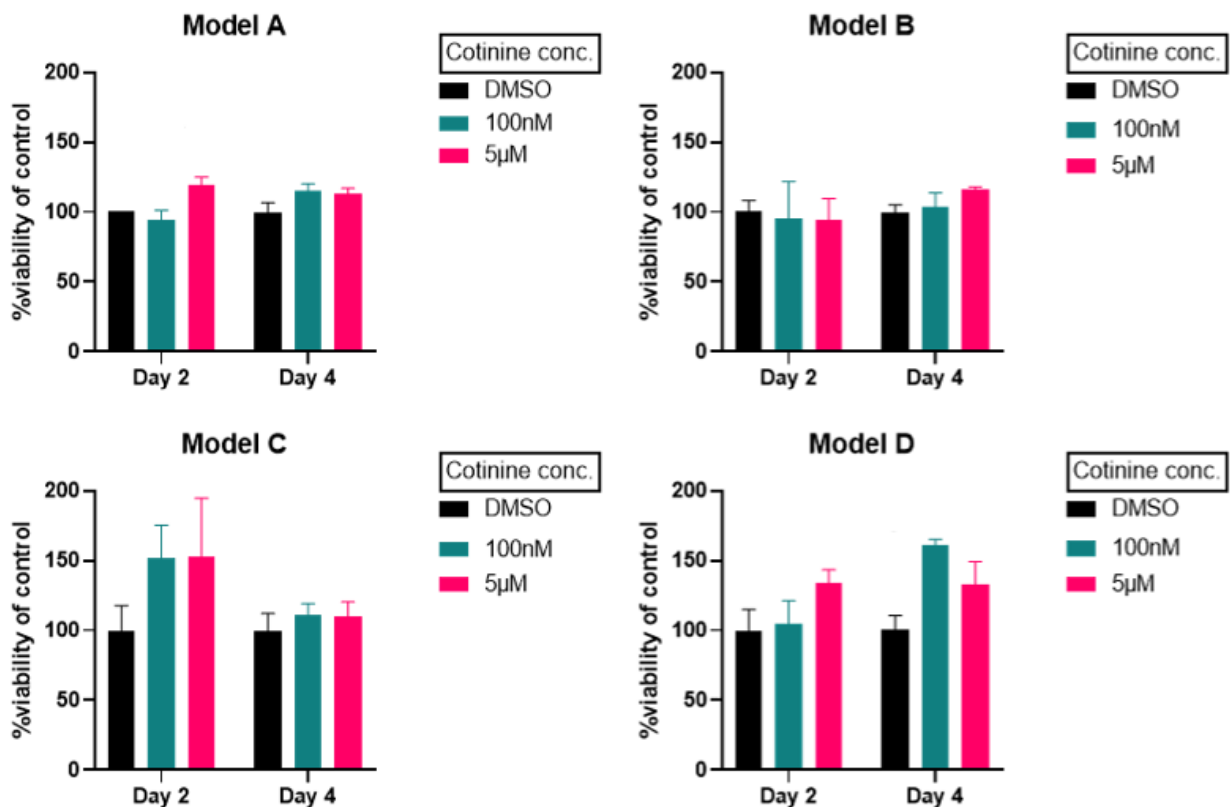 Model A
Cotinine conc.
DMSO
100nM
5µM
%viability of control
200
150
100
50
0
Day 2
Day 4
Model B
Cotinine conc.
DMSO
100nM
5µM
%viability of control
200
150
100
50
0
Day 2
Day 4
Model C
Cotinine conc.
DMSO
100nM
5µM
%viability of control
200
150
100
50
0
Day 2
Day 4
Model D
Cotinine conc.
DMSO
100nM
5µM
%viability of control
200
150
100
50
0
Day 2
Day 4